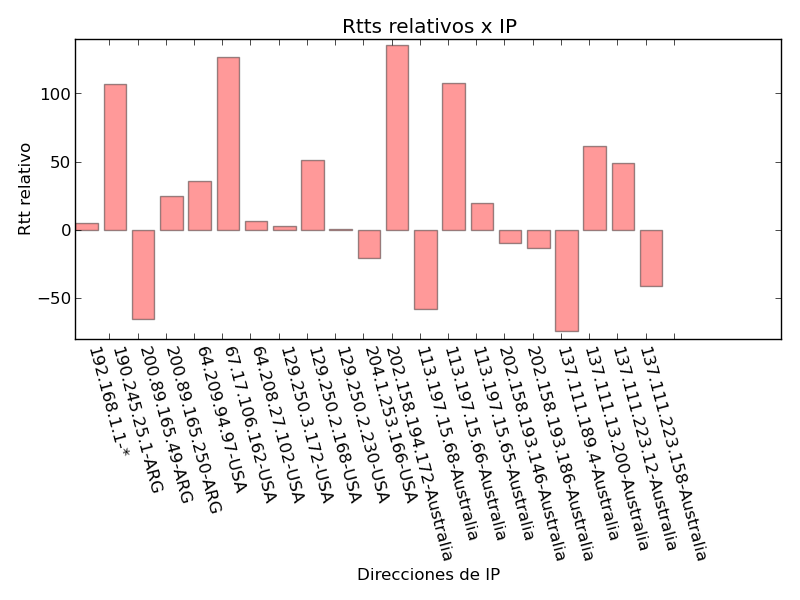 Rtts relativos x IP
Rtt relativo
100
50
0
−50
192.168.1.1-*
190.245.25.1-ARG
200.89.165.49-ARG
200.89.165.250-ARG
64.209.94.97-USA
67.17.106.162-USA
64.208.27.102-USA
129.250.3.172-USA
129.250.2.168-USA
129.250.2.230-USA
204.1.253.166-USA
202.158.194.172-Australia
113.197.15.68-Australia
113.197.15.66-Australia
113.197.15.65-Australia
202.158.193.146-Australia
202.158.193.186-Australia
137.111.189.4-Australia
137.111.13.200-Australia
137.111.223.12-Australia
137.111.223.158-Australia
Direcciones de IP